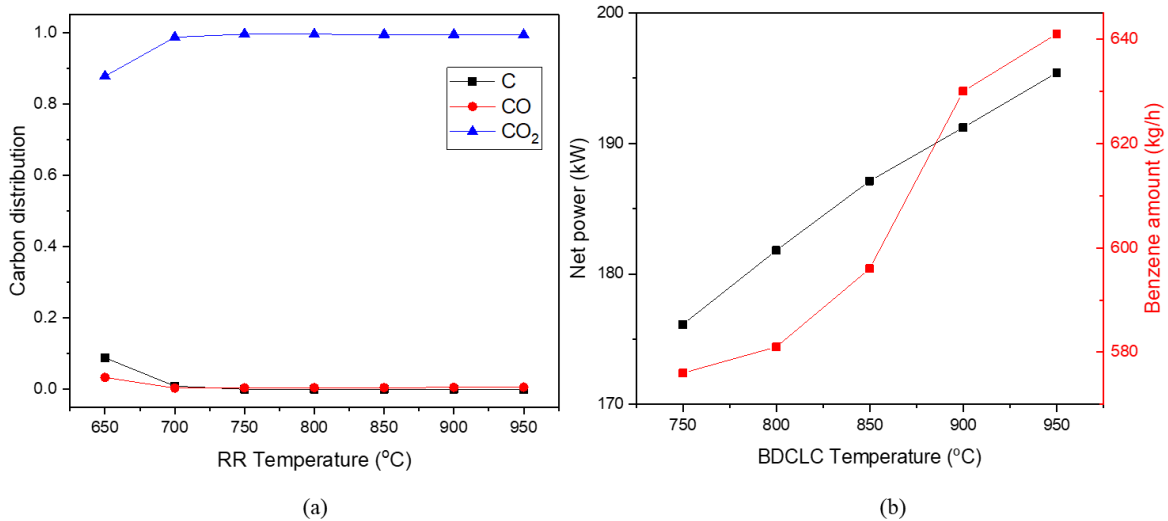 1.0
0.8
0.6
0.4
0.2
0.0
Carbon distribution
C
CO
CO₂
650
700
750
800
850
900
950
RR Temperature (°C)
(a)
200
190
180
170
Net power (kW)
640
620
600
580
Benzene amount (kg/h)
750
800
850
900
950
BDCLC Temperature (°C)
(b)